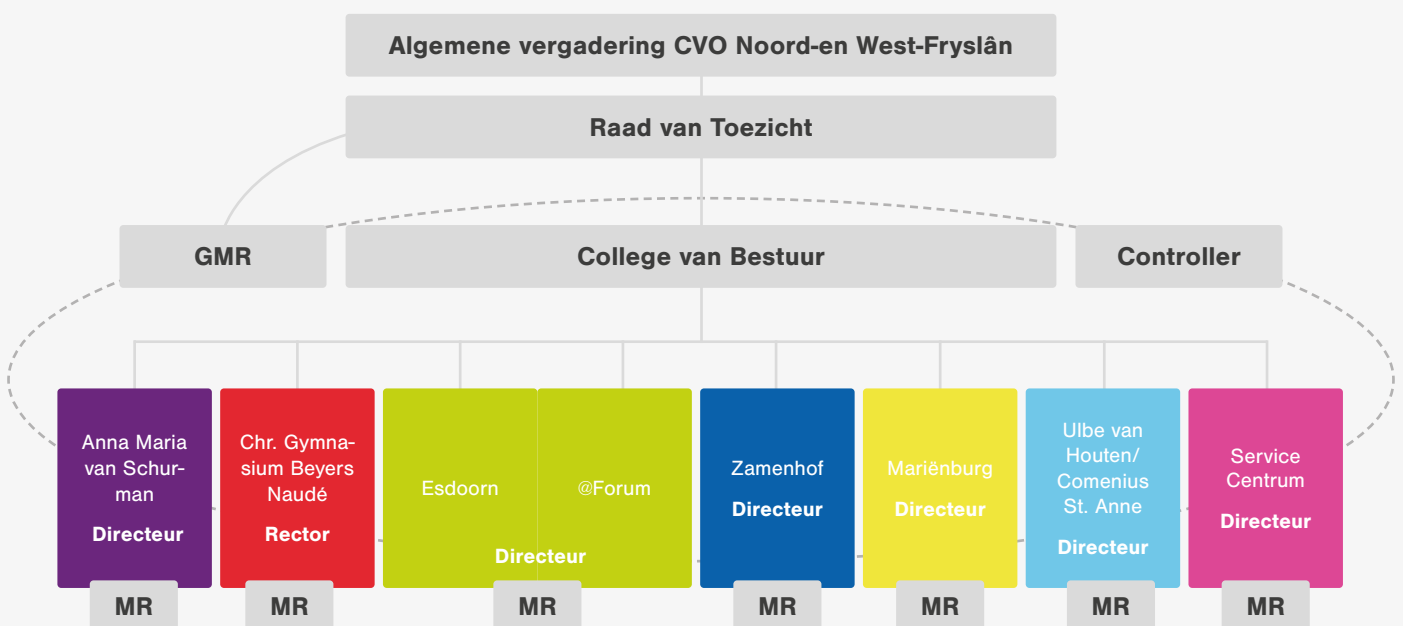 Algemene vergadering CVO Noord-en West-Fryslân
Raad van Toezicht
GMR
College van Bestuur
Controller
Anna Maria
van Schur-
man
Directeur
Chr. Gymna-
sium Beyers
Naudé
Rector
Esdoorn
@Forum
Directeur
Zamenhof
Directeur
Mariënburg
Directeur
Ulbe van
Houten/
Comenius
St. Anne
Directeur
Service
Centrum
Directeur
MR
MR
MR
MR
MR
MR
MR